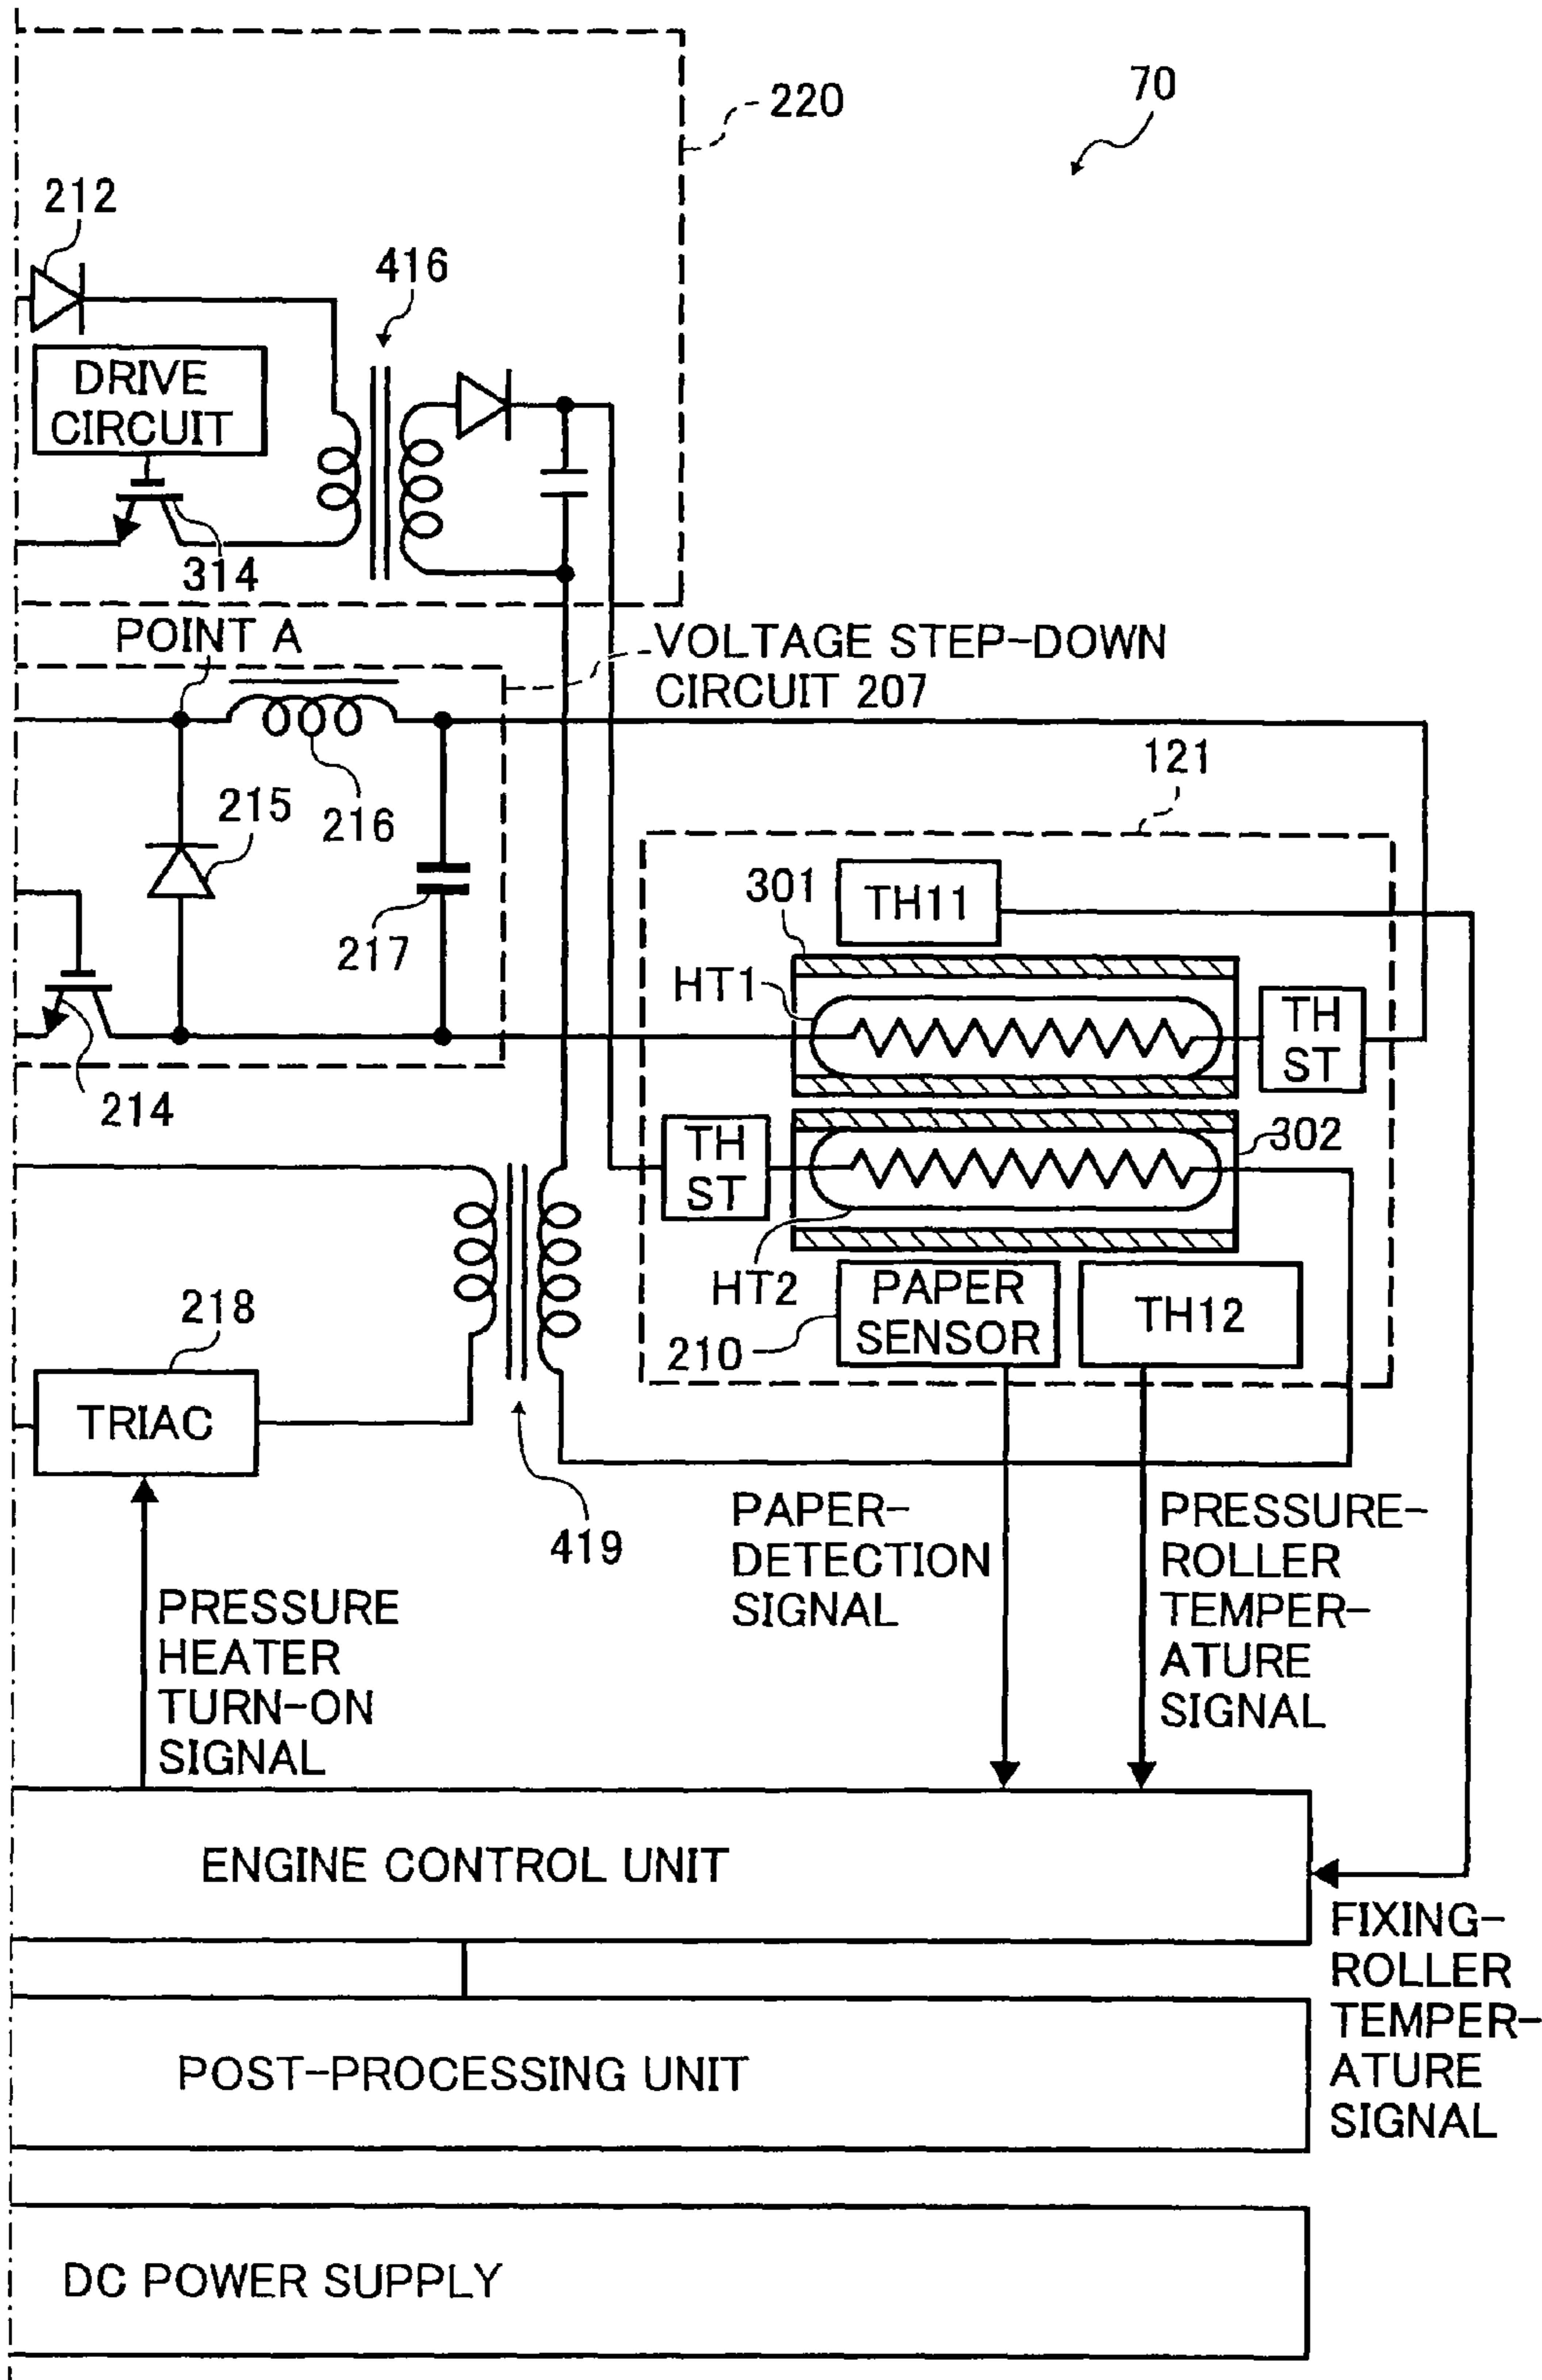 70
220
212
416
DRIVE
CIRCUIT
314
POINT A
VOLTAGE STEP-DOWN
CIRCUIT 207
121
215
216
217
301
TH11
HT1
TH
ST
214
302
TH
ST
HT2
PAPER
SENSOR
TH12
210
218
TRIAC
419
PAPER-
DETECTION
SIGNAL
PRESSURE-
ROLLER
TEMPER-
ATURE
SIGNAL
PRESSURE
HEATER
TURN-ON
SIGNAL
ENGINE CONTROL UNIT
FIXING-
ROLLER
TEMPER-
ATURE
SIGNAL
POST-PROCESSING UNIT
DC POWER SUPPLY